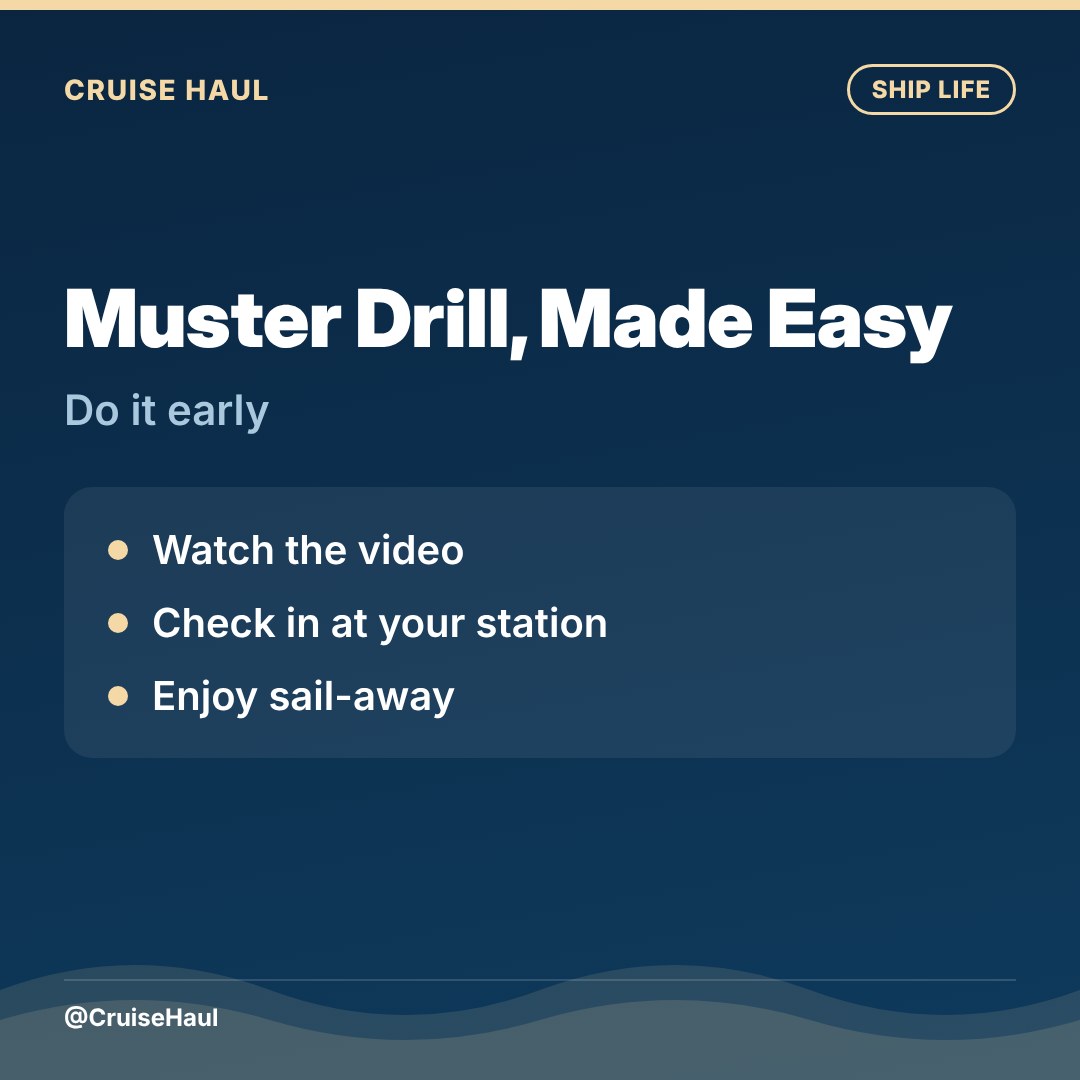 CRUISE HAUL
SHIP LIFE
Muster Drill, Made Easy
Do it early
Watch the video
Check in at your station
Enjoy sail-away
@CruiseHaul